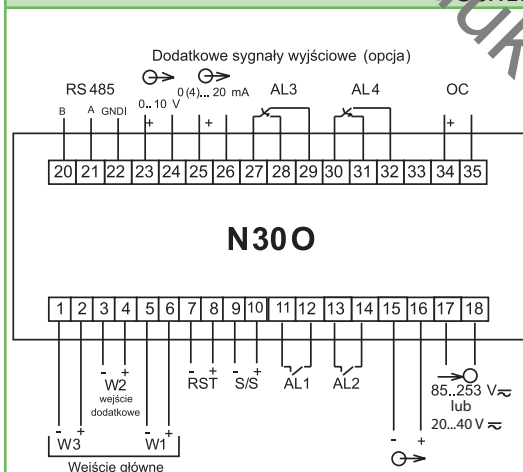 Dodatkowe sygnały wyjściowe (opcja)
RS 485
0.. 10 V
0 (4)... 20 mA
AL3
AL4
OC
B A GNDI + + +
20 21 22 23 24 25 26 27 28 29 30 31 32 33 34 35
N30O
1 2 3 4 5 6 7 8 9 10 11 12 13 14 15 16 17 18
- + - + - +
W2
wejście
dodatkowe
RST
S/S
AL1
AL2
85..253 V
lub
20...40 V
- + - + - +
W3
W1
Wejście główne